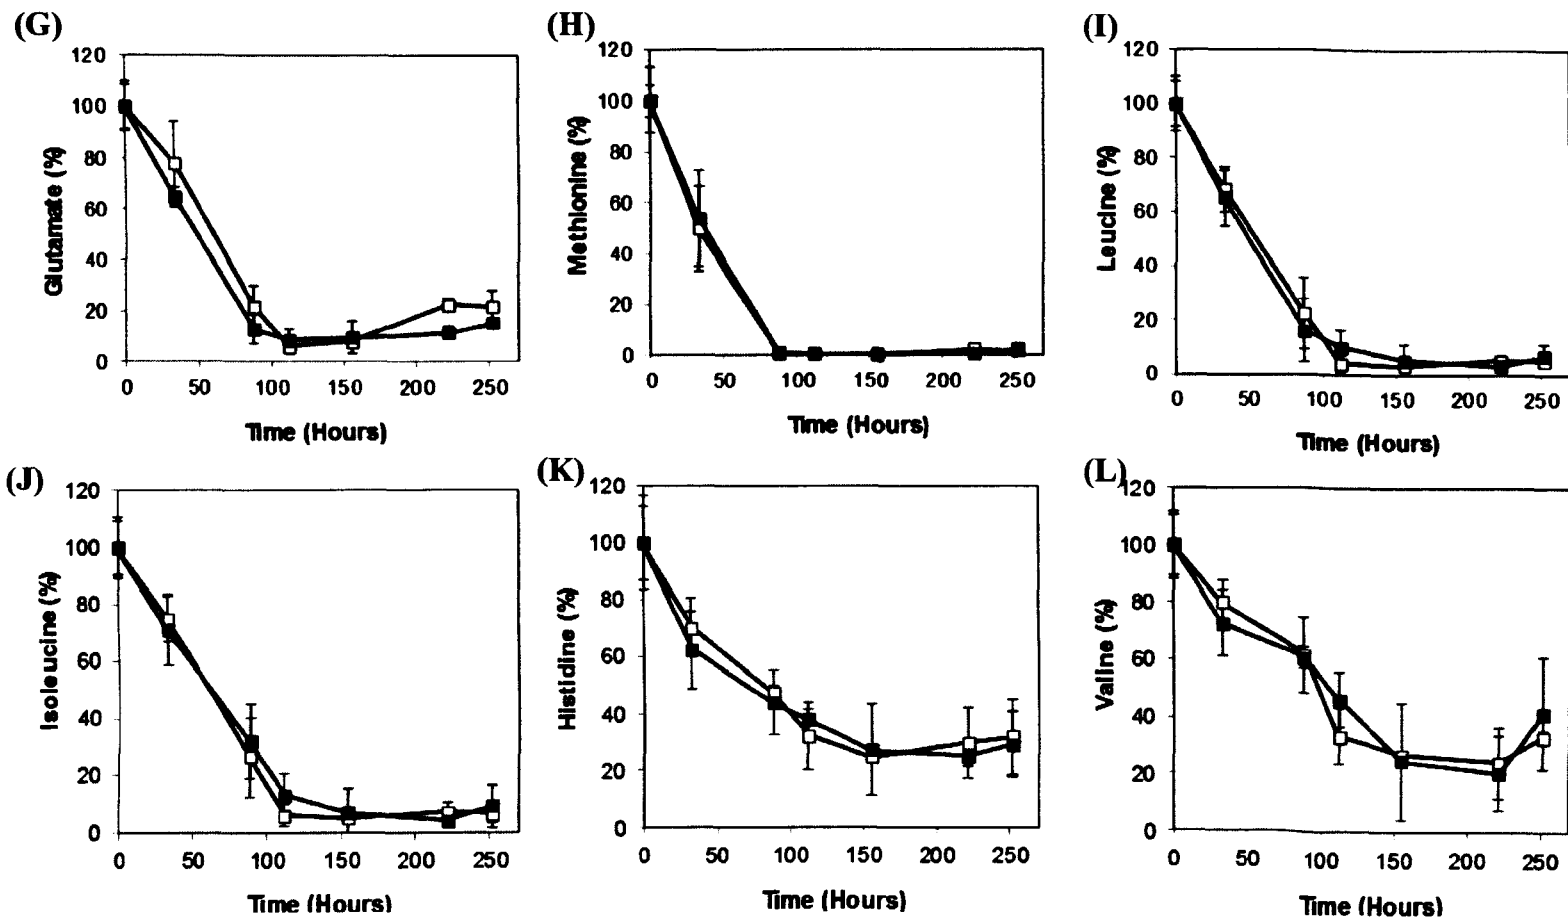 (G)
120
100
80
60
40
20
0
Glutamate (%)
0 50 100 150 200 250
Time (Hours)
(H)
120
100
80
60
40
20
0
Methionine (%)
0 50 100 150 200 250
Time (Hours)
(I)
120
100
80
60
40
20
0
Leucine (%)
0 50 100 150 200 250
Time (Hours)
(J)
120
100
80
60
40
20
0
Isoleucine (%)
0 50 100 150 200 250
Time (Hours)
(K)
120
100
80
60
40
20
0
Histidine (%)
0 50 100 150 200 250
Time (Hours)
(L)
120
100
80
60
40
20
0
Valine (%)
0 50 100 150 200 250
Time (Hours)